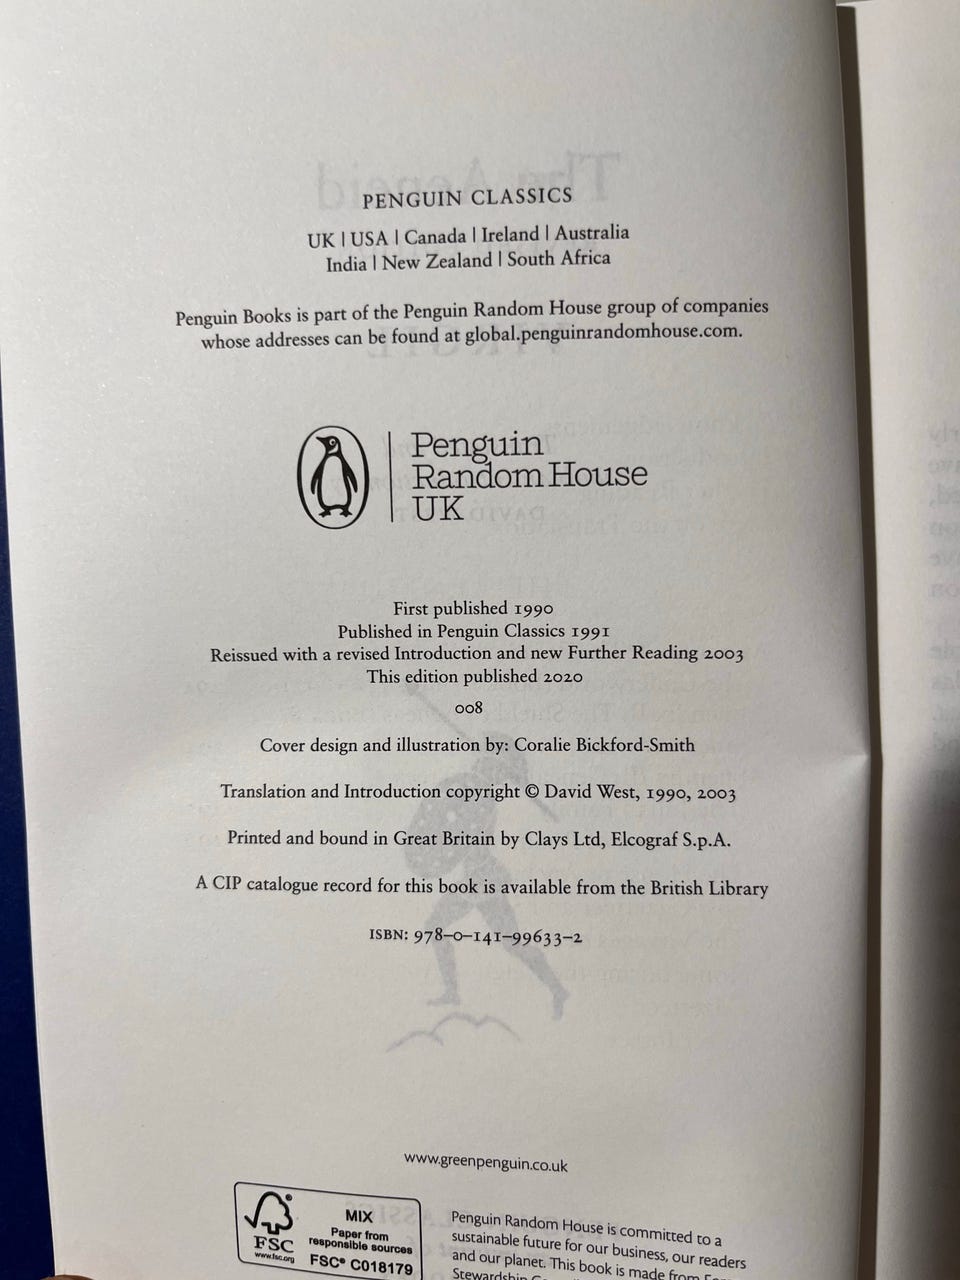 PENGUIN CLASSICS
UK | USA | Canada | Ireland | Australia
India | New Zealand | South Africa
Penguin Books is part of the Penguin Random House group of companies
whose addresses can be found at global.penguinrandomhouse.com.
Penguin
Random House
UK
First published 1990
Published in Penguin Classics 1991
Reissued with a revised Introduction and new Further Reading 2003
This edition published 2020
008
Cover design and illustration by: Coralie Bickford-Smith
Translation and Introduction copyright © David West, 1990, 2003
Printed and bound in Great Britain by Clays Ltd, Elcograf S.p.A.
A CIP catalogue record for this book is available from the British Library
ISBN: 978-0-141-99633-2
www.greenpenguin.co.uk
FSC
www.fsc.org
MIX
Paper from
responsible sources
FSC® C018179
Penguin Random House is committed to a
sustainable future for our business, our readers
and our planet. This book is made from
Stewardship